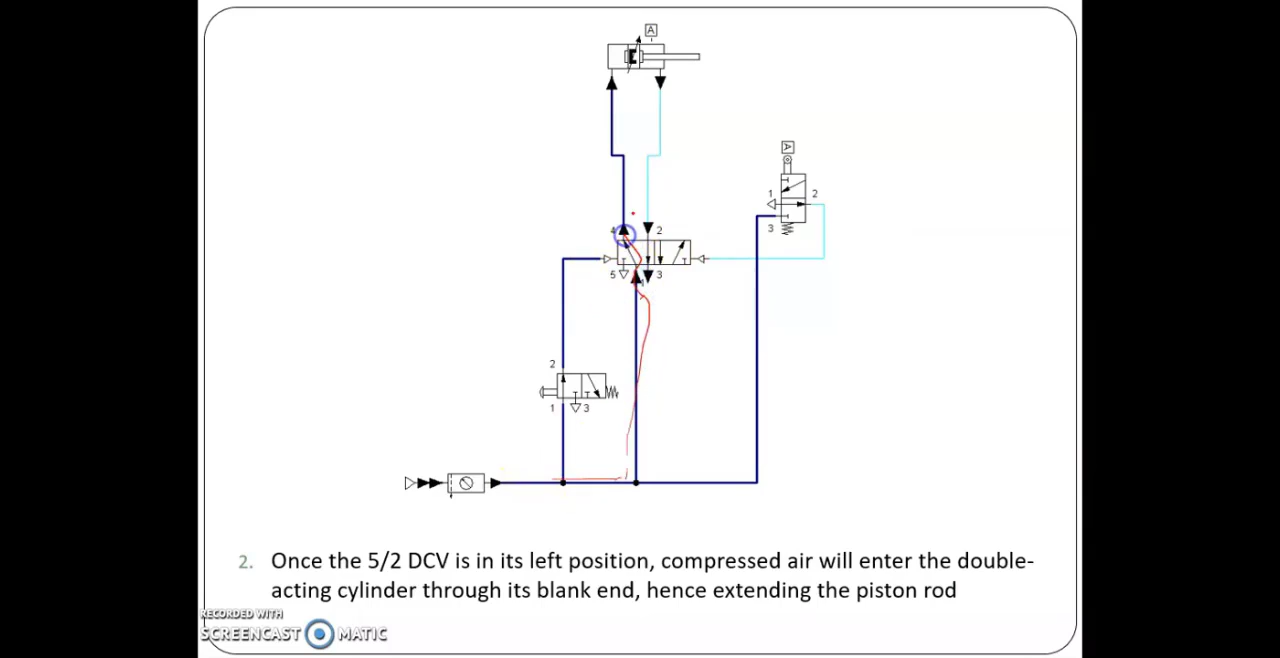 A
A
1
2
3
4
2
5
1
3
2
1
3
2. Once the 5/2 DCV is in its left position, compressed air will enter the double-
acting cylinder through its blank end, hence extending the piston rod
RECORDED WITH
SCREENCAST MATIC